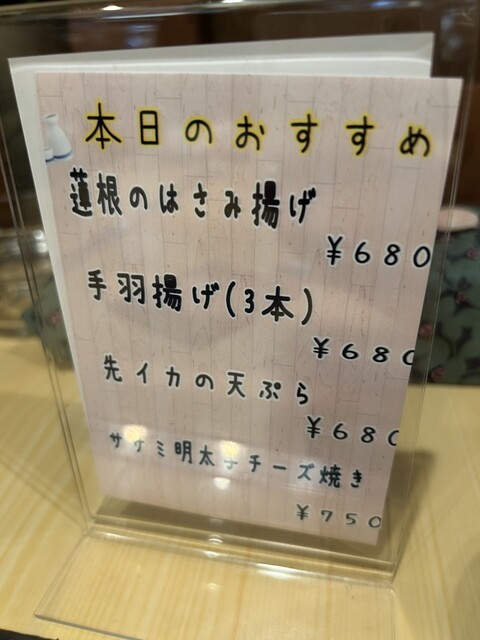 本日のおすすめ
蓮根のはさみ揚げ
¥680
手羽揚げ(3本)
¥680
先イカの天ぷら
¥680
ササミ明太子チーズ焼き
¥750